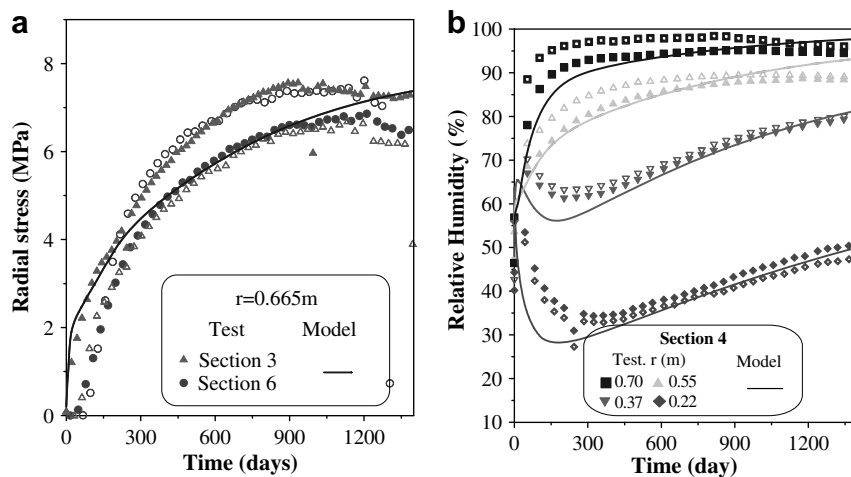 a
Radial stress (MPa)
8
6
4
2
0
r=0.665m
Test Model
Section 3
Section 6
0 300 600 900 1200
Time (days)
b
Relative Humidity (%)
100
90
80
70
60
50
40
30
20
10
Section 4
Test. r (m) Model
0.70 0.55
0.37 0.22
0 300 600 900 1200
Time (day)